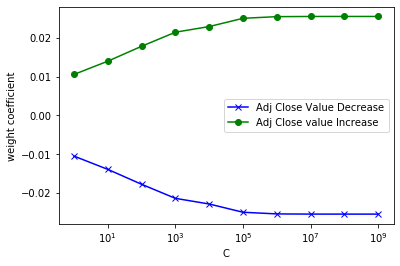 0.02
0.01
0.00
−0.01
−0.02
weight coefficient
Adj Close Value Decrease
Adj Close value Increase
10¹ 10³ 10⁵ 10⁷ 10⁹
C